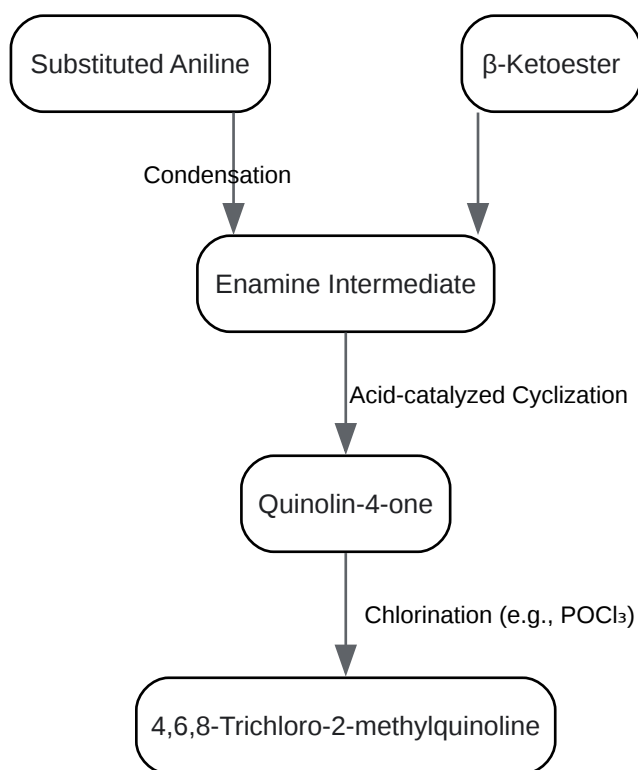 Substituted Aniline
β-Ketoester
Condensation
Enamine Intermediate
Acid-catalyzed Cyclization
Quinolin-4-one
Chlorination (e.g., POCl₃)
4,6,8-Trichloro-2-methylquinoline